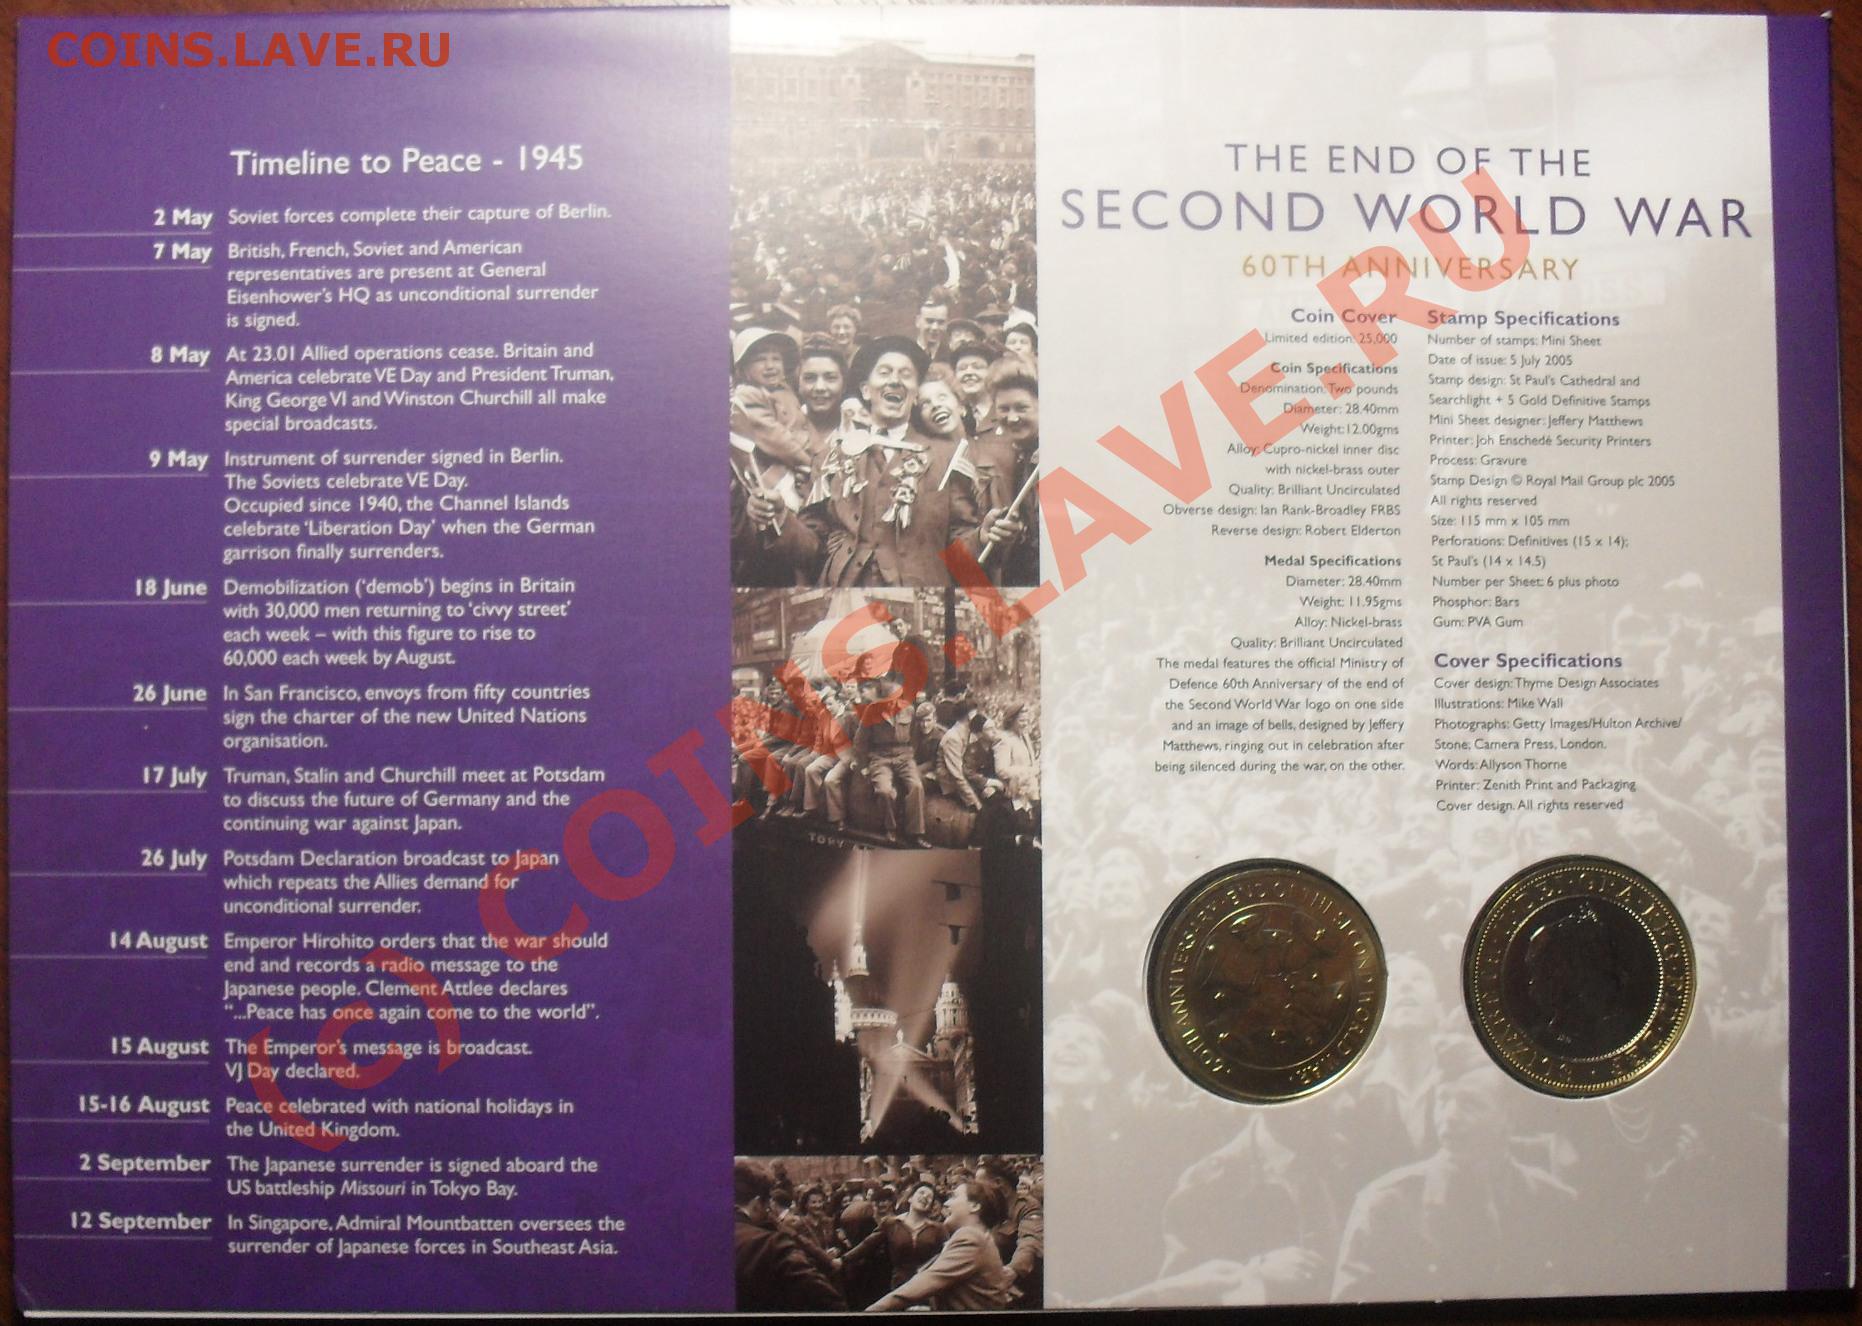 COINS.LAVE.RU
Timeline to Peace - 1945
2 May Soviet forces complete their capture of Berlin.
7 May British, French, Soviet and American
representatives are present at General
Eisenhower's HQ as unconditional surrender
is signed.
8 May At 23.01 Allied operations cease. Britain and
America celebrate VE Day and President Truman,
King George VI and Winston Churchill all make
special broadcasts.
9 May Instrument of surrender signed in Berlin.
The Soviets celebrate VE Day.
Occupied since 1940, the Channel Islands
celebrate 'Liberation Day' when the German
garrison finally surrenders.
18 June Demobilization ('demob') begins in Britain
with 30,000 men returning to 'civvy street'
each week – with this figure to rise to
60,000 each week by August.
26 June In San Francisco, envoys from fifty countries
sign the charter of the new United Nations
organisation.
17 July Truman, Stalin and Churchill meet at Potsdam
to discuss the future of Germany and the
continuing war against Japan.
26 July Potsdam Declaration broadcast to Japan
which repeats the Allies demand for
unconditional surrender.
14 August Emperor Hirohito orders that the war should
end and records a radio message to the
Japanese people. Clement Attlee declares
"...Peace has once again come to the world".
15 August The Emperor's message is broadcast.
VJ Day declared.
15-16 August Peace celebrated with national holidays in
the United Kingdom.
2 September The Japanese surrender is signed aboard the
US battleship Missouri in Tokyo Bay.
12 September In Singapore, Admiral Mountbatten oversees the
surrender of Japanese forces in Southeast Asia.
THE END OF THE
SECOND WORLD WAR
60TH ANNIVERSARY
Coin Cover
Limited edition: 25,000
Coin Specifications
Denomination: Two pounds
Diameter: 28.40mm
Weight: 12.00gms
Alloy: Cupro-nickel inner disc
with nickel-brass outer
Quality: Brilliant Uncirculated
Obverse design: Ian Rank-Broadley FRBS
Reverse design: Robert Elderton
Medal Specifications
Diameter: 28.40mm
Weight: 11.95gms
Alloy: Nickel-brass
Quality: Brilliant Uncirculated
The medal features the official Ministry of
Defence 60th Anniversary of the end of
the Second World War logo on one side
and an image of bells, designed by Jeffery
Matthews, ringing out in celebration after
being silenced during the war, on the other.
Stamp Specifications
Number of stamps: Mini Sheet
Date of issue: 5 July 2005
Stamp design: St Paul's Cathedral and
Searchlight + 5 Gold Definitive Stamps
Mini Sheet designer: Jeffery Matthews
Printer: Joh Enschedé Security Printers
Process: Gravure
Stamp Design © Royal Mail Group plc 2005
All rights reserved
Size: 115 mm x 105 mm
Perforations: Definitives (15 x 14);
St Paul's (14 x 14.5)
Number per Sheet: 6 plus photo
Phosphor: Bars
Gum: PVA Gum
Cover Specifications
Cover design: Thyme Design Associates
Illustrations: Mike Wall
Photographs: Getty Images/Hulton Archive/
Stone; Camera Press, London.
Words: Allyson Thorne
Printer: Zenith Print and Packaging
Cover design. All rights reserved
60TH ANNIVERSARY · END OF THE SECOND WORLD WAR ·
ELIZABETH II DEI GRA REG FID DEF
(c) COINS.LAVE.RU